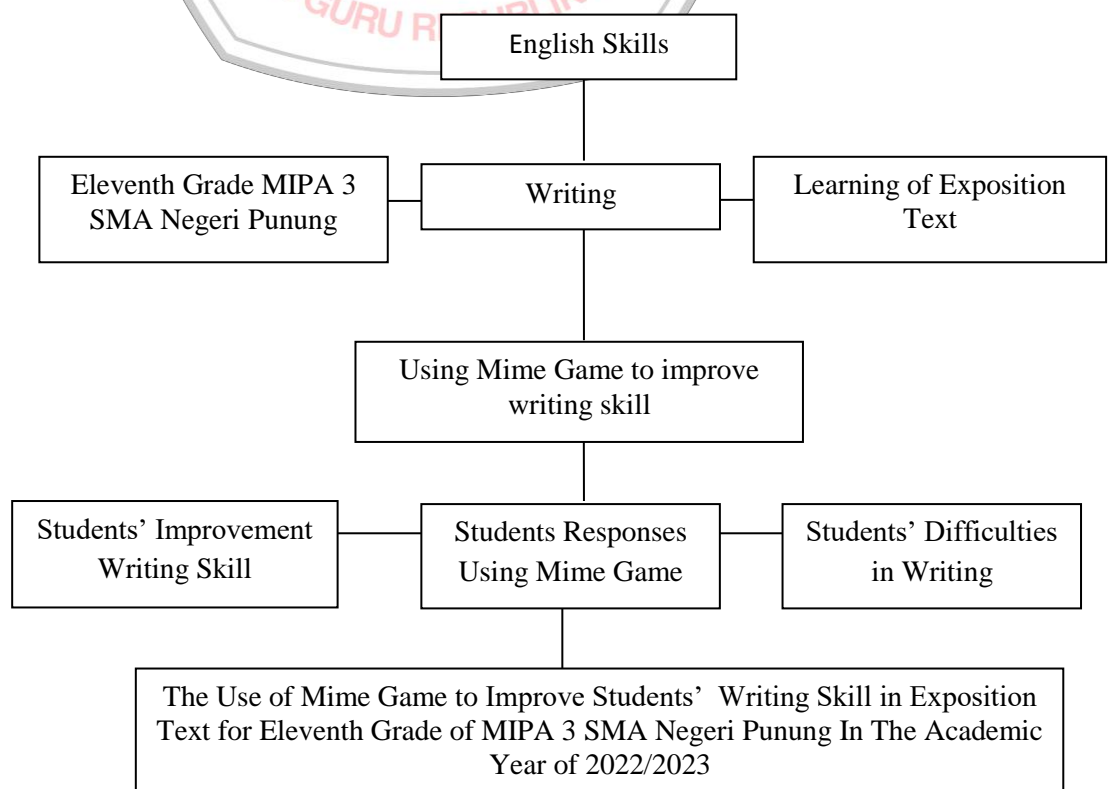 GURU R
English Skills
Eleventh Grade MIPA 3
SMA Negeri Punung
Writing
Learning of Exposition
Text
Using Mime Game to improve
writing skill
Students’ Improvement
Writing Skill
Students Responses
Using Mime Game
Students’ Difficulties
in Writing
The Use of Mime Game to Improve Students’ Writing Skill in Exposition
Text for Eleventh Grade of MIPA 3 SMA Negeri Punung In The Academic
Year of 2022/2023